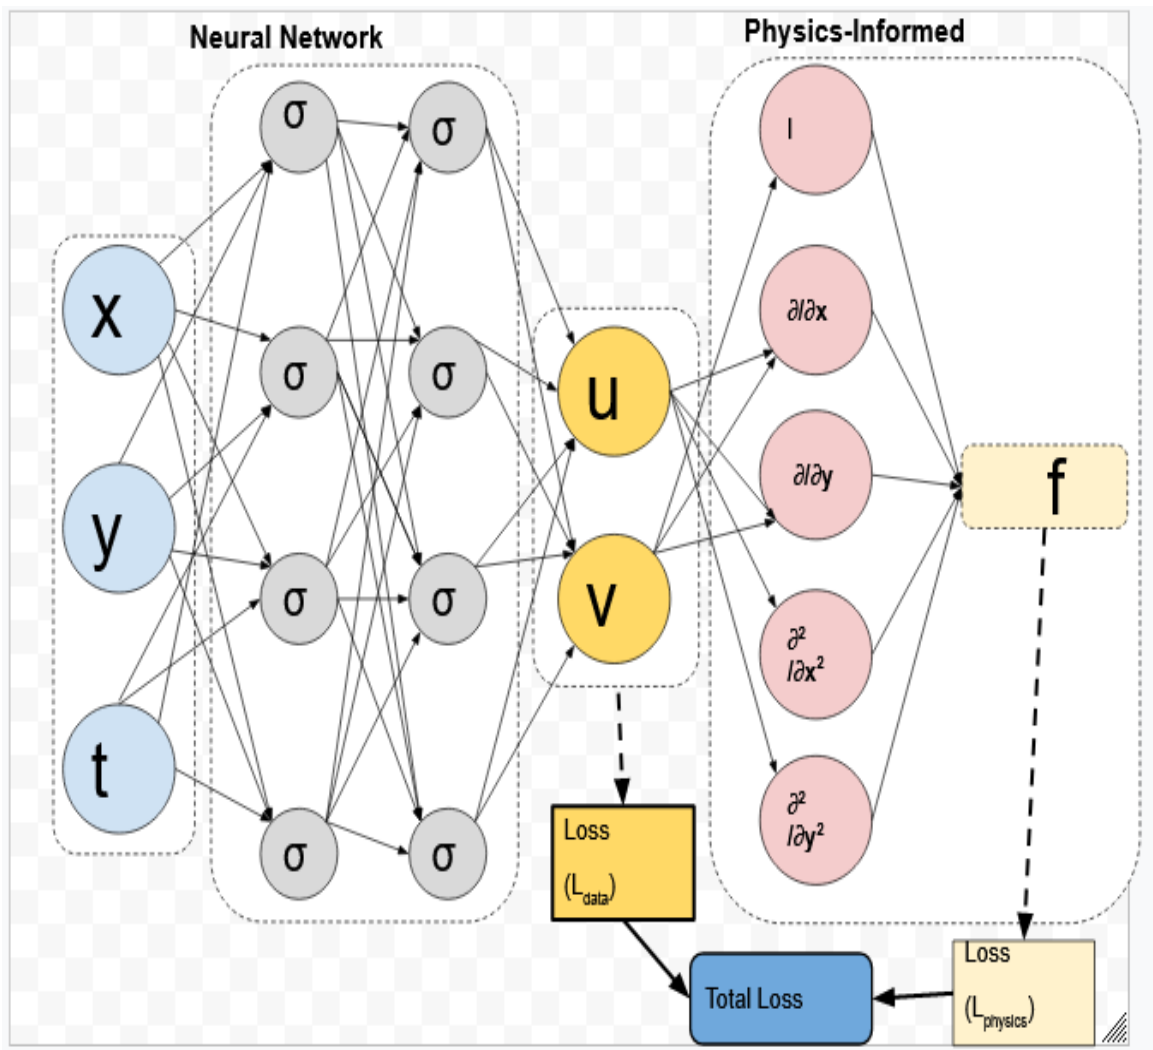 Neural Network
Physics-Informed
x
y
t
σ
σ
σ
σ
σ
σ
σ
σ
u
v
I
∂/∂x
∂/∂y
∂²
/∂x²
∂²
/∂y²
f
Loss
(L_data)
Total Loss
Loss
(L_physics)